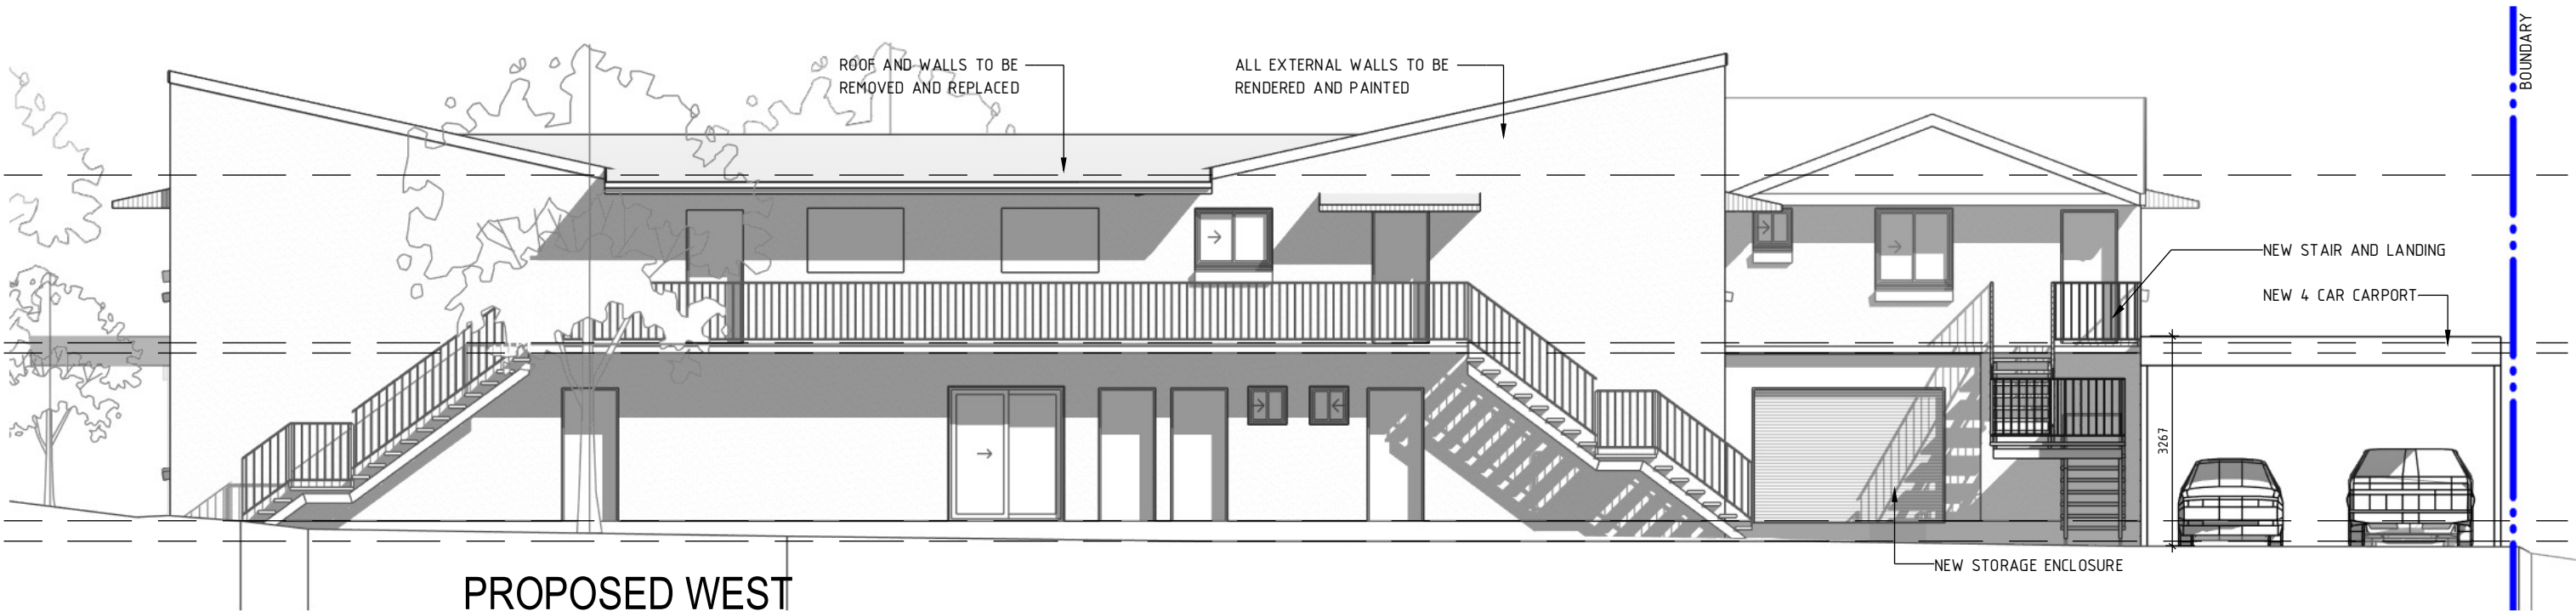 ROOF AND WALLS TO BE
REMOVED AND REPLACED
ALL EXTERNAL WALLS TO BE
RENDERED AND PAINTED
BOUNDARY
NEW STAIR AND LANDING
NEW 4 CAR CARPORT
3267
NEW STORAGE ENCLOSURE
PROPOSED WEST